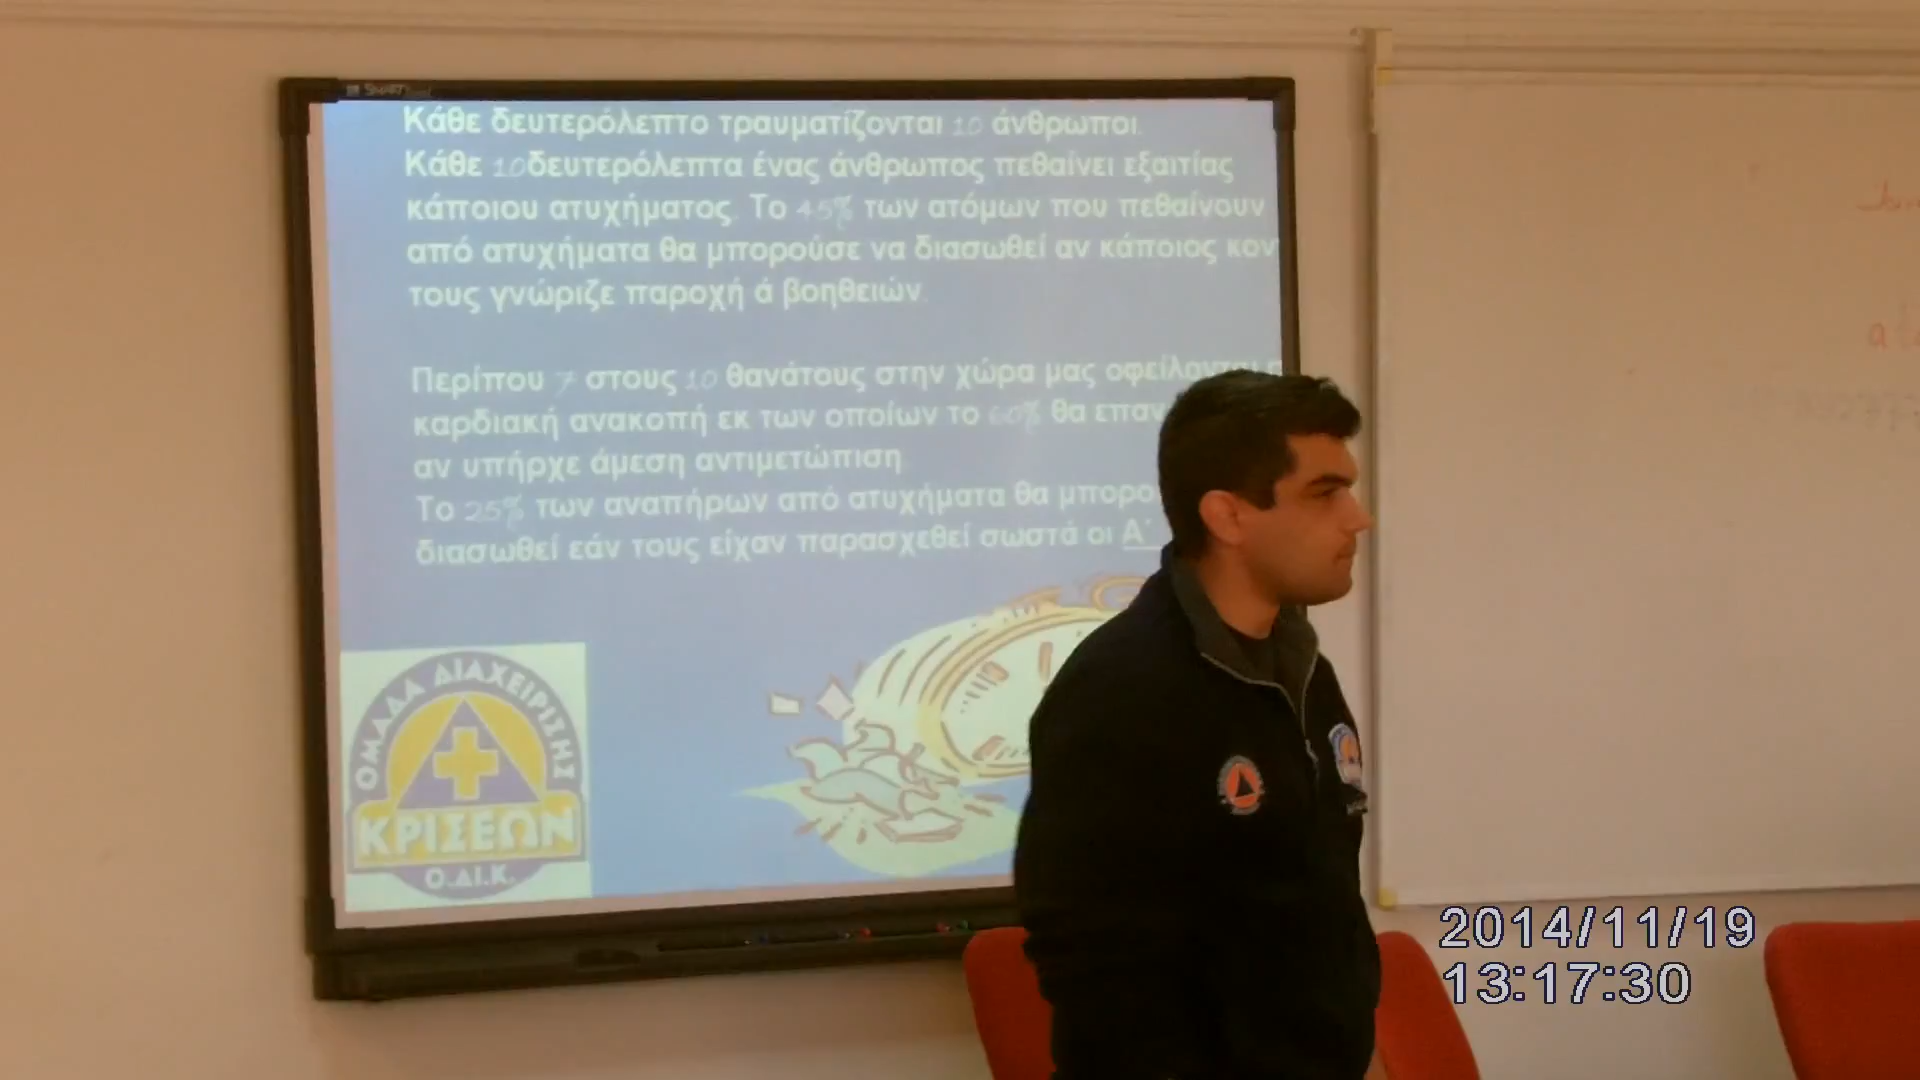 SMART
Κάθε δευτερόλεπτο τραυματίζονται 10 άνθρωποι.
Κάθε 10δευτερόλεπτα ένας άνθρωπος πεθαίνει εξαιτίας
κάποιου ατυχήματος. Το 45% των ατόμων που πεθαίνουν
από ατυχήματα θα μπορούσε να διασωθεί αν κάποιος κον
τους γνώριζε παροχή ά βοηθειών.
Περίπου 7 στους 10 θανάτους στην χώρα μας οφείλονται
καρδιακή ανακοπή εκ των οποίων το 60% θα επαν
αν υπήρχε άμεση αντιμετώπιση
Το 25% των αναπήρων από ατυχήματα θα μπορο
διασωθεί εάν τους είχαν παρασχεθεί σωστά οι Α΄
ΟΜΑΔΑ ΔΙΑΧΕΙΡΙΣΗΣ
ΚΡΙΣΕΩΝ
Ο.ΔΙ.Κ.
2014/11/19
13:17:30